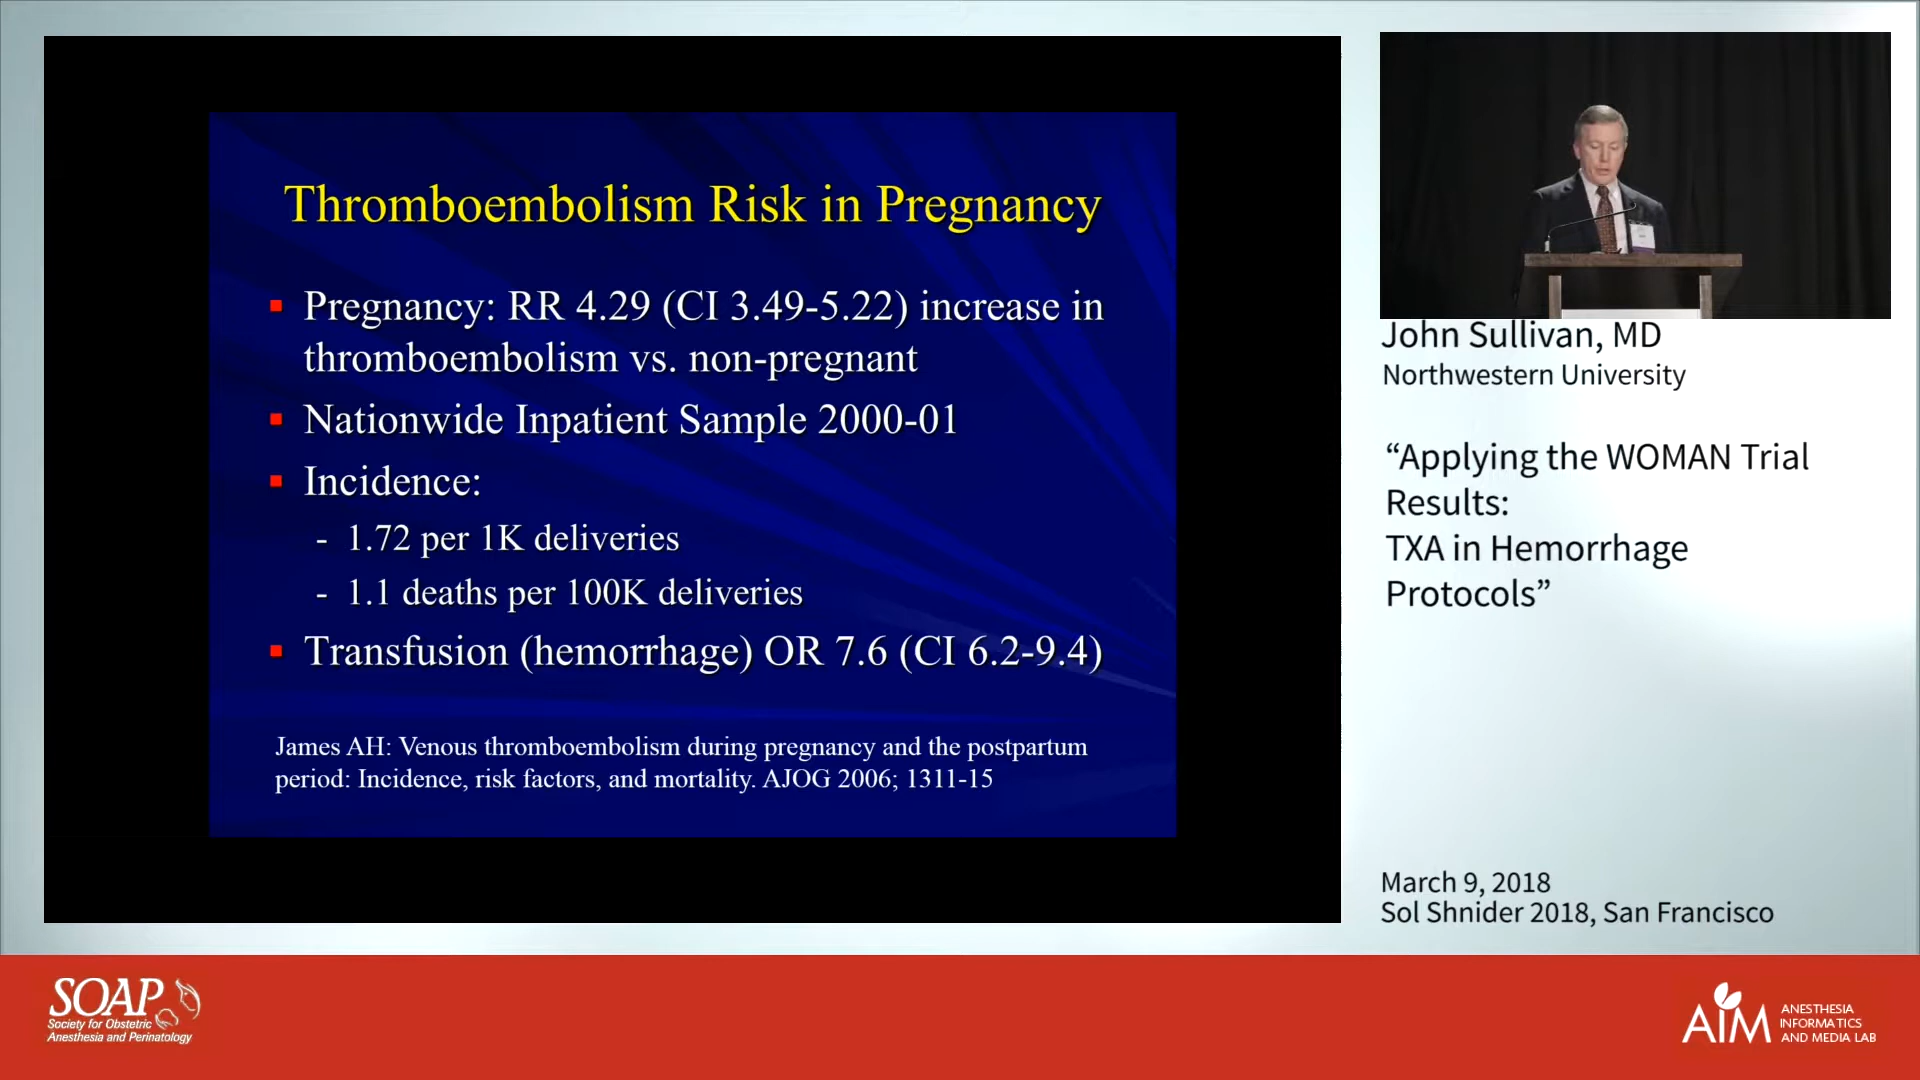 Thromboembolism Risk in Pregnancy
Pregnancy: RR 4.29 (CI 3.49-5.22) increase in
thromboembolism vs. non-pregnant
Nationwide Inpatient Sample 2000-01
Incidence:
- 1.72 per 1K deliveries
- 1.1 deaths per 100K deliveries
Transfusion (hemorrhage) OR 7.6 (CI 6.2-9.4)
James AH: Venous thromboembolism during pregnancy and the postpartum
period: Incidence, risk factors, and mortality. AJOG 2006; 1311-15
John Sullivan, MD
Northwestern University
“Applying the WOMAN Trial
Results:
TXA in Hemorrhage
Protocols”
March 9, 2018
Sol Shnider 2018, San Francisco
SOAP
Society for Obstetric
Anesthesia and Perinatology
AIM
ANESTHESIA
INFORMATICS
AND MEDIA LAB